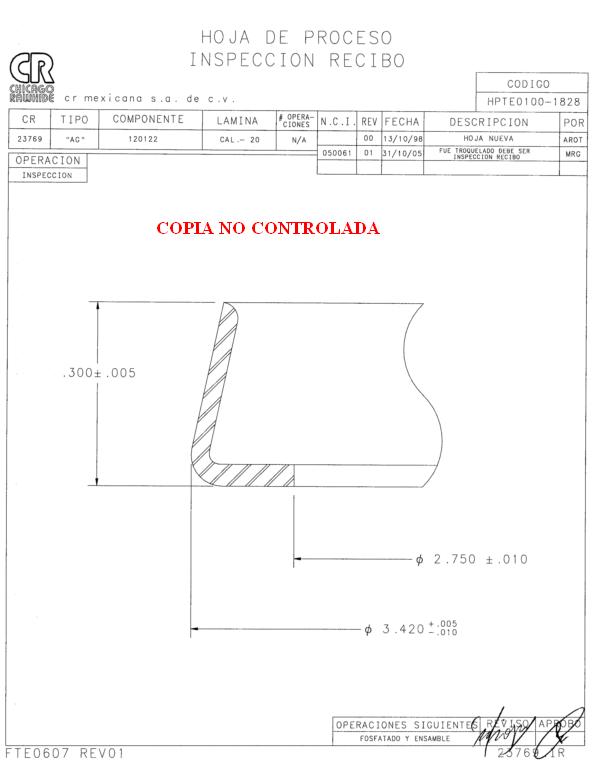 HOJA DE PROCESO
INSPECCION RECIBO
CR
CHICAGO
RAWHIDE
cr mexicana s.a. de c.v.
CODIGO
HPTE0100-1828
CR TIPO COMPONENTE LAMINA # OPERA-CIONES N.C.I. REV FECHA DESCRIPCION POR
23769 "AG" 120122 CAL.- 20 N/A 00 13/10/98 HOJA NUEVA AROT
050061 01 31/10/05 FUE TROQUELADO DEBE SER INSPECCION RECIBO MRG
OPERACION
INSPECCION
COPIA NO CONTROLADA
.300±.005
ϕ 2.750 ±.010
ϕ 3.420 +.005 -.010
OPERACIONES SIGUIENTES REVISO APROBO
FOSFATADO Y ENSAMBLE
FTE0607 REV01
23769.IR